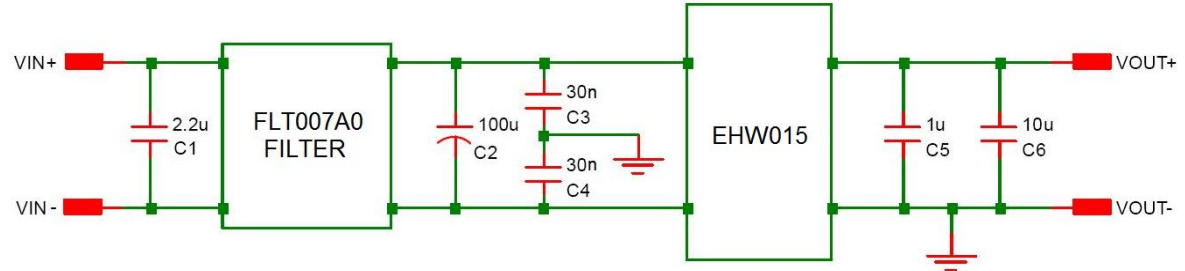 VIN+
VIN -
2.2u
C1
FLT007A0
FILTER
100u
C2
30n
C3
30n
C4
EHW015
1u
C5
10u
C6
VOUT+
VOUT-